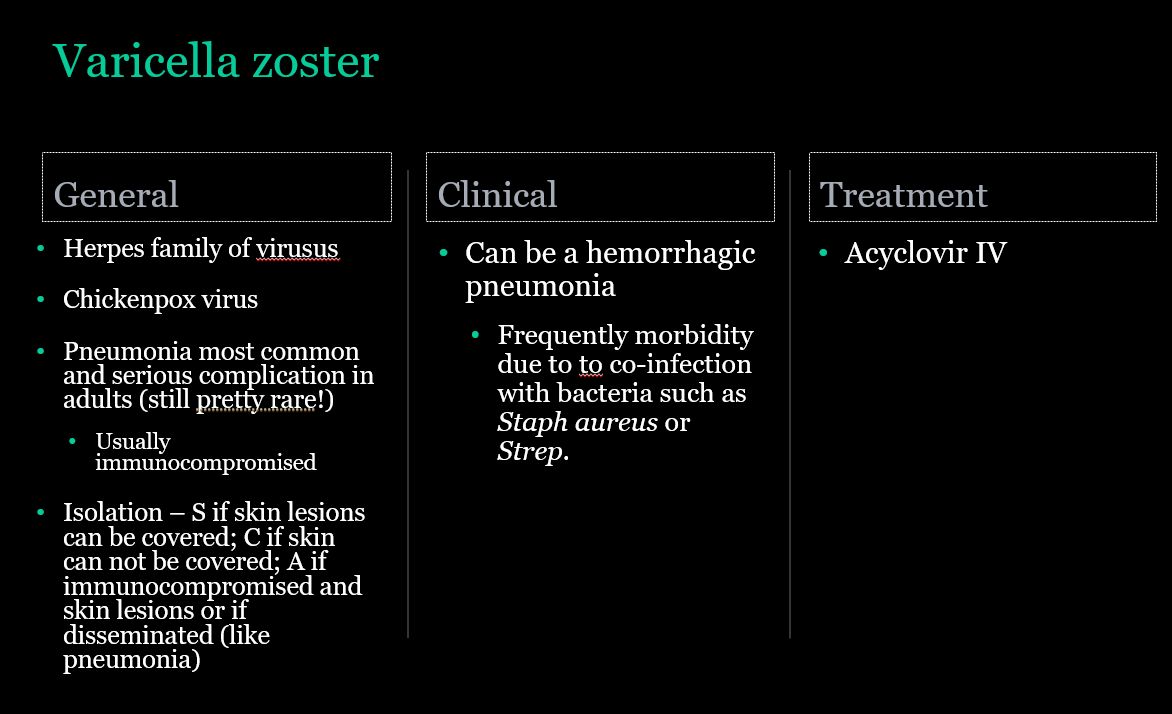 Varicella zoster
General
• Herpes family of virusus
• Chickenpox virus
• Pneumonia most common
and serious complication in
adults (still pretty rare!)
• Usually
immunocompromised
• Isolation – S if skin lesions
can be covered; C if skin
can not be covered; A if
immunocompromised and
skin lesions or if
disseminated (like
pneumonia)
Clinical
• Can be a hemorrhagic
pneumonia
• Frequently morbidity
due to to co-infection
with bacteria such as
Staph aureus or
Strep.
Treatment
• Acyclovir IV